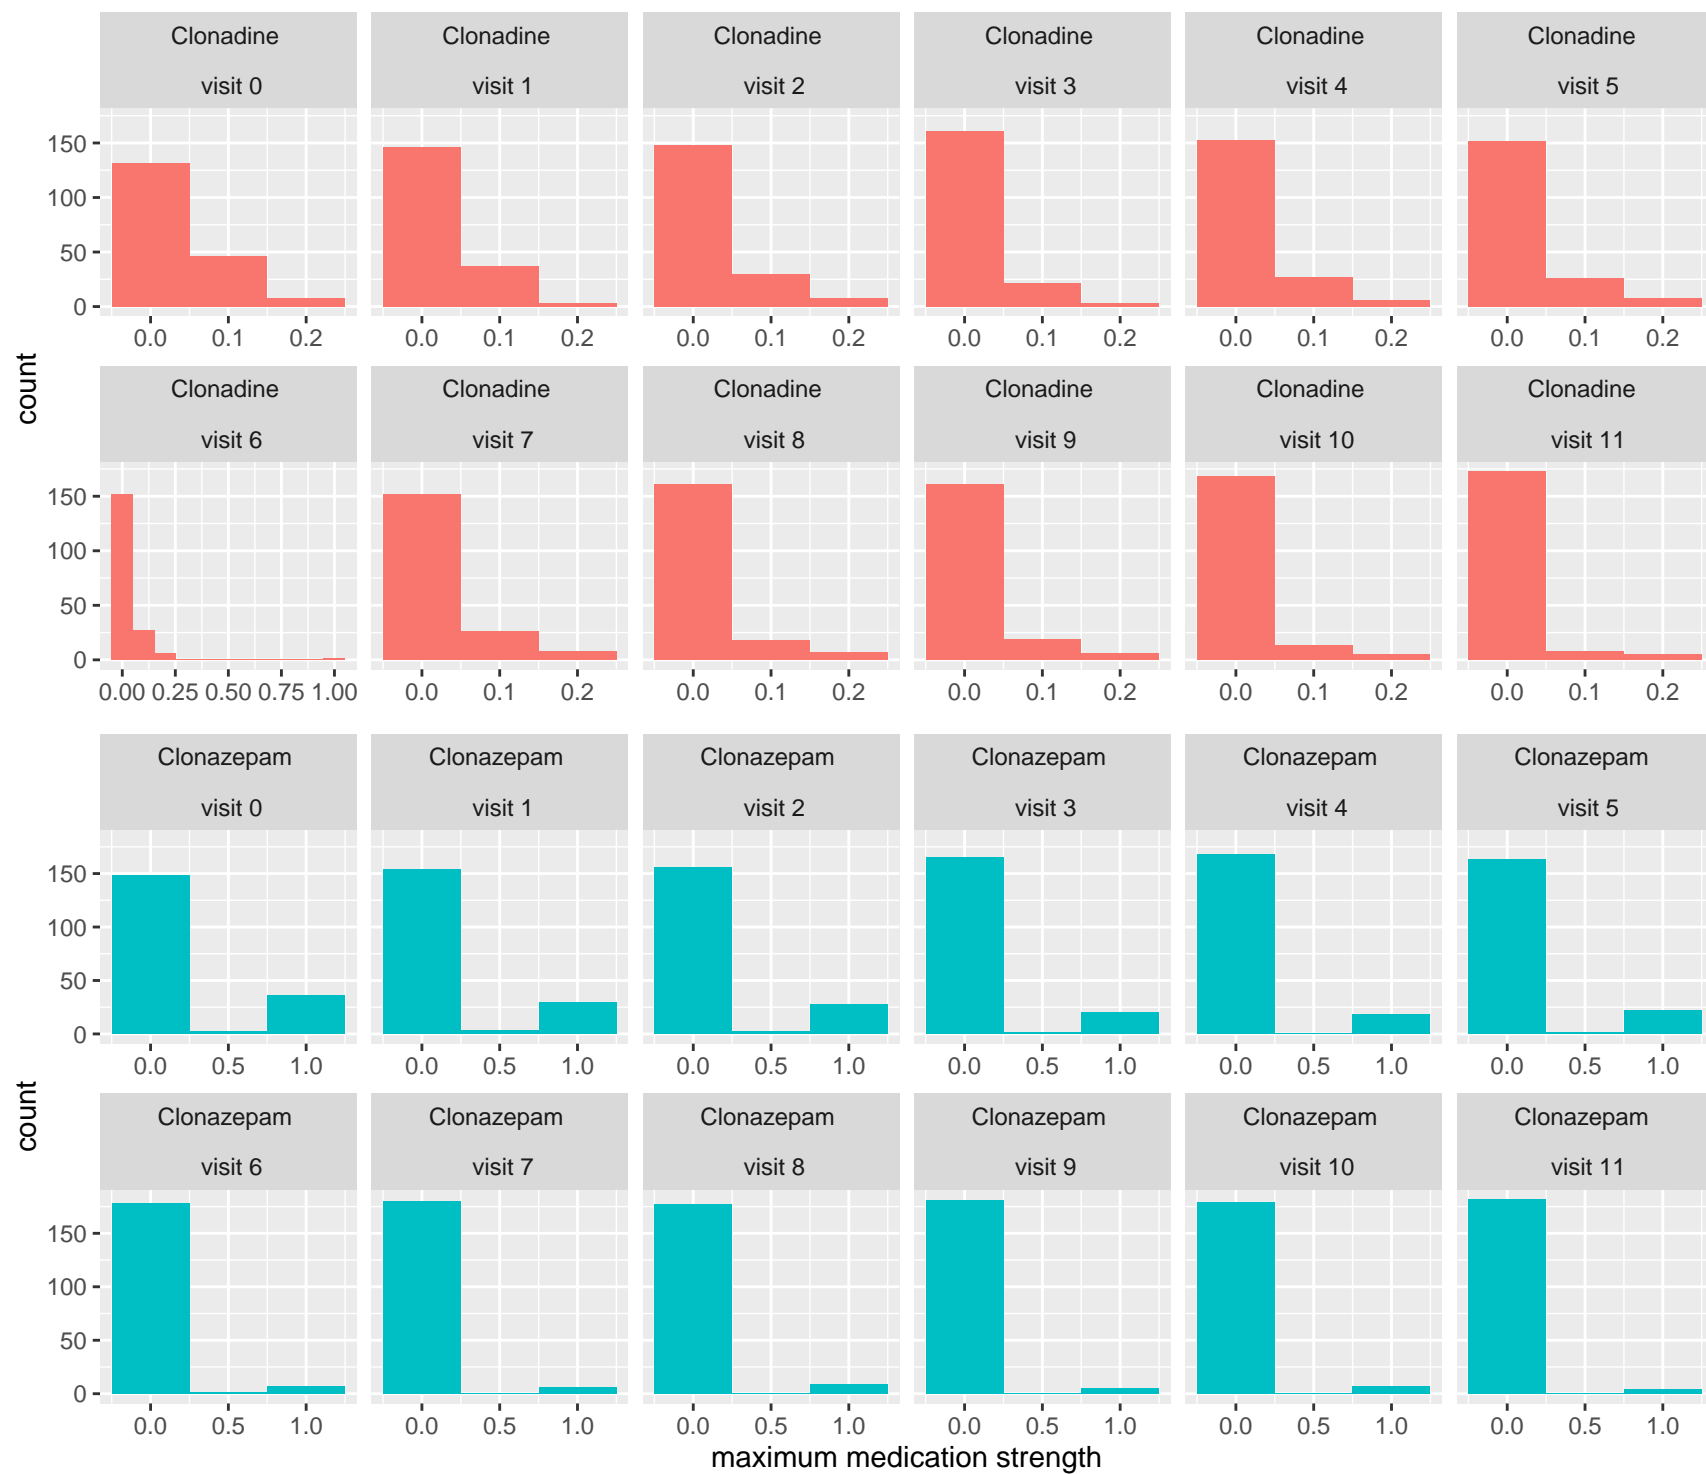 Clonadine Clonadine Clonadine Clonadine Clonadine Clonadine
visit 0 visit 1 visit 2 visit 3 visit 4 visit 5
150
100
50
0
0.0 0.1 0.2 0.0 0.1 0.2 0.0 0.1 0.2 0.0 0.1 0.2 0.0 0.1 0.2 0.0 0.1 0.2
count
Clonadine Clonadine Clonadine Clonadine Clonadine Clonadine
visit 6 visit 7 visit 8 visit 9 visit 10 visit 11
150
100
50
0
0.00 0.25 0.50 0.75 1.00 0.0 0.1 0.2 0.0 0.1 0.2 0.0 0.1 0.2 0.0 0.1 0.2 0.0 0.1 0.2
Clonazepam Clonazepam Clonazepam Clonazepam Clonazepam Clonazepam
visit 0 visit 1 visit 2 visit 3 visit 4 visit 5
150
100
50
0
0.0 0.5 1.0 0.0 0.5 1.0 0.0 0.5 1.0 0.0 0.5 1.0 0.0 0.5 1.0 0.0 0.5 1.0
count
Clonazepam Clonazepam Clonazepam Clonazepam Clonazepam Clonazepam
visit 6 visit 7 visit 8 visit 9 visit 10 visit 11
150
100
50
0
0.0 0.5 1.0 0.0 0.5 1.0 0.0 0.5 1.0 0.0 0.5 1.0 0.0 0.5 1.0 0.0 0.5 1.0
maximum medication strength